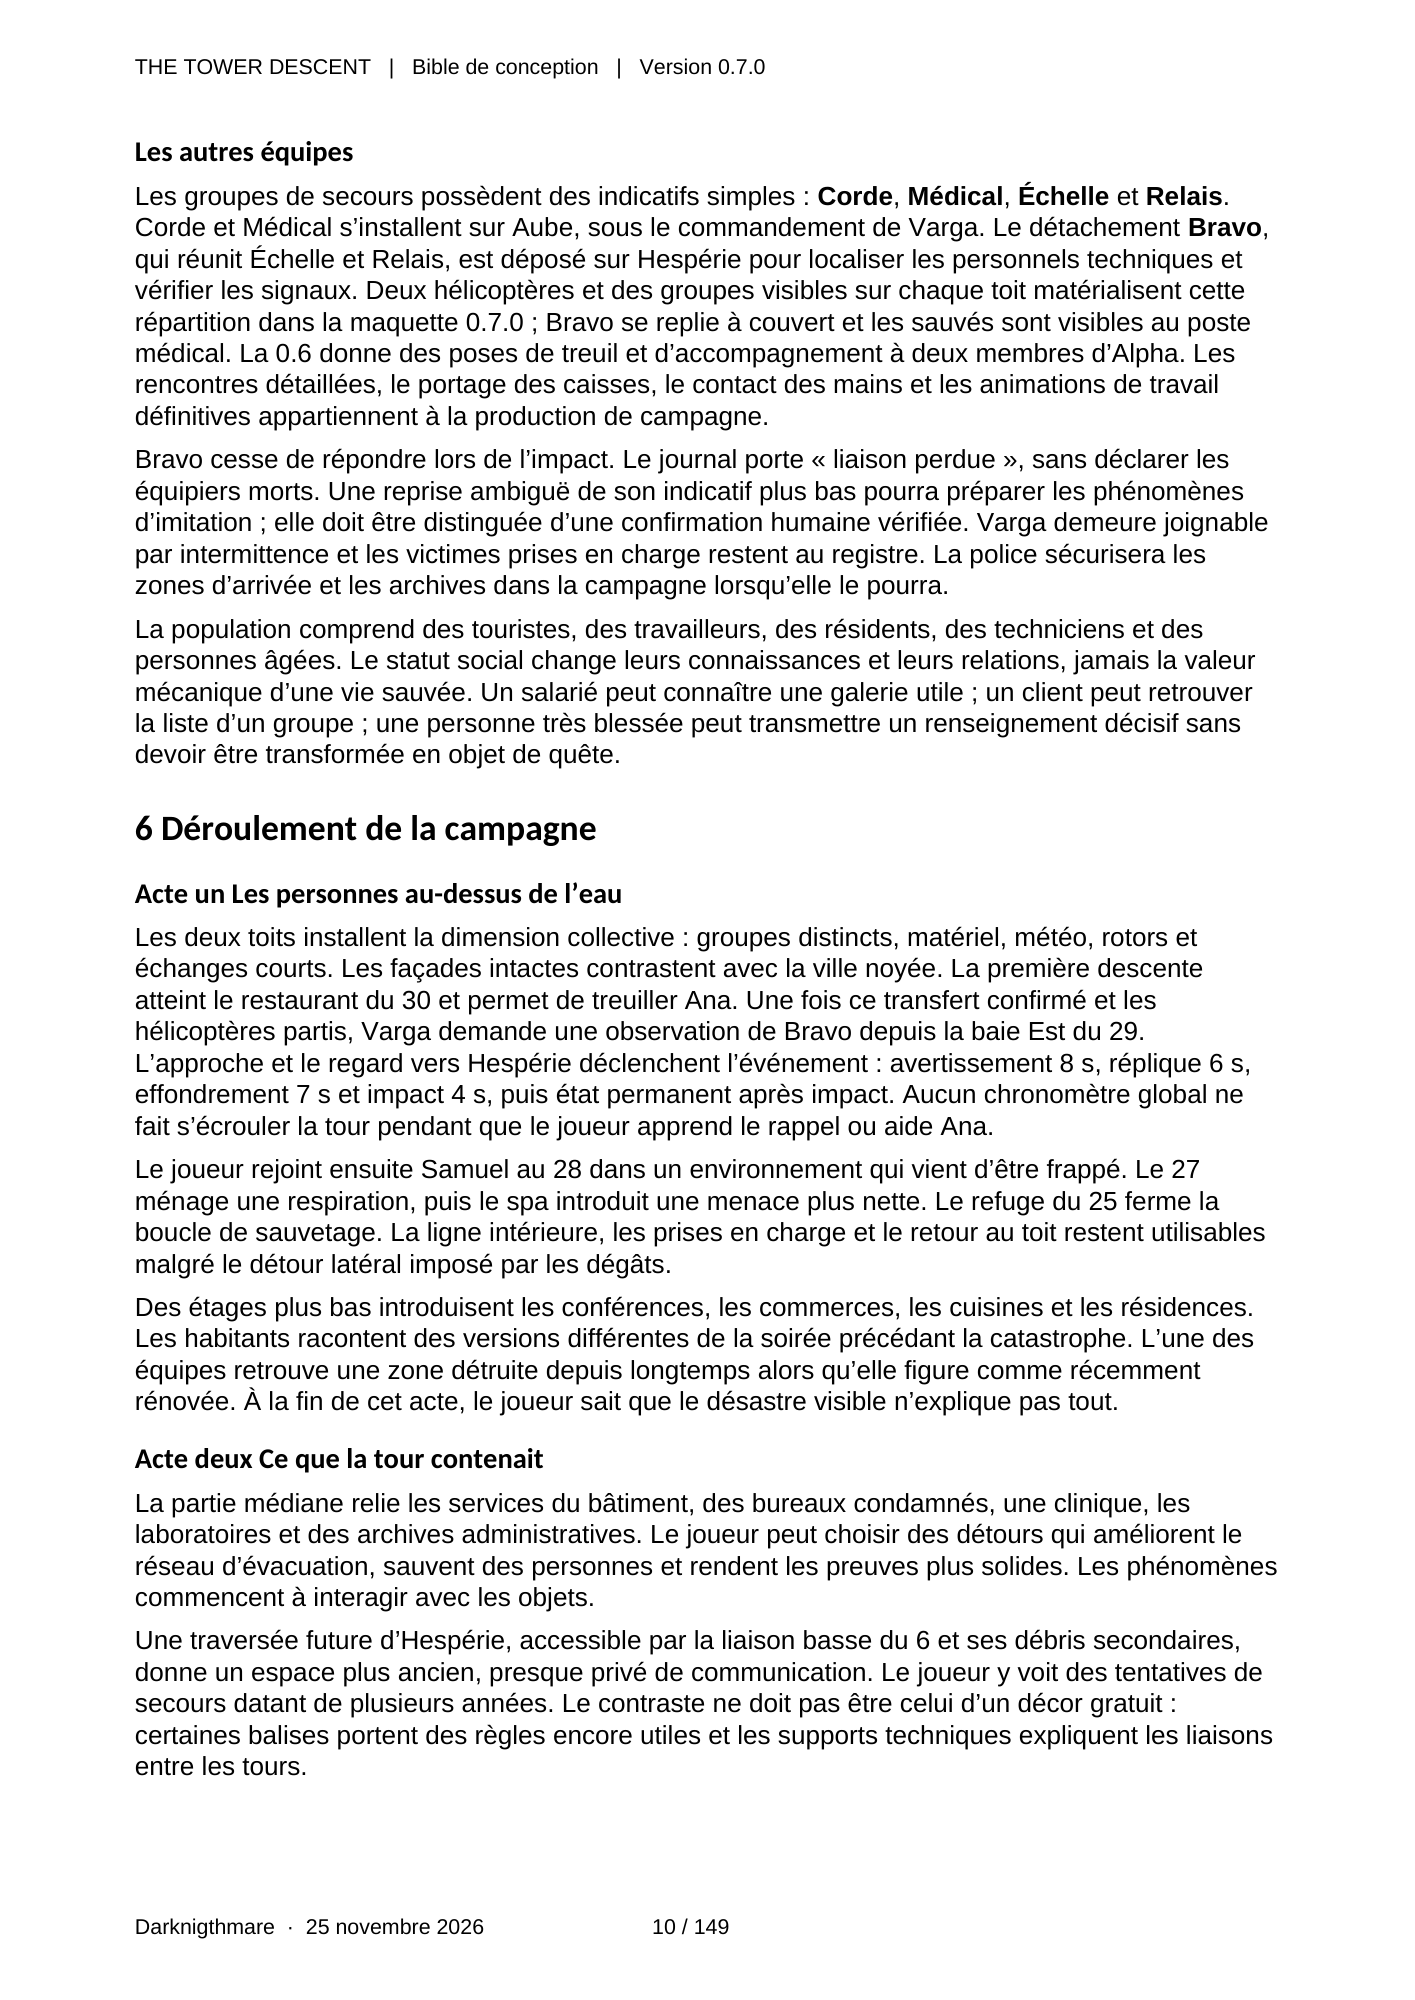 THE TOWER DESCENT | Bible de conception | Version 0.7.0
Les autres équipes
Les groupes de secours possèdent des indicatifs simples : Corde, Médical, Échelle et Relais.
Corde et Médical s’installent sur Aube, sous le commandement de Varga. Le détachement Bravo,
qui réunit Échelle et Relais, est déposé sur Hespérie pour localiser les personnels techniques et
vérifier les signaux. Deux hélicoptères et des groupes visibles sur chaque toit matérialisent cette
répartition dans la maquette 0.7.0 ; Bravo se replie à couvert et les sauvés sont visibles au poste
médical. La 0.6 donne des poses de treuil et d’accompagnement à deux membres d’Alpha. Les
rencontres détaillées, le portage des caisses, le contact des mains et les animations de travail
définitives appartiennent à la production de campagne.
Bravo cesse de répondre lors de l’impact. Le journal porte « liaison perdue », sans déclarer les
équipiers morts. Une reprise ambiguë de son indicatif plus bas pourra préparer les phénomènes
d’imitation ; elle doit être distinguée d’une confirmation humaine vérifiée. Varga demeure joignable
par intermittence et les victimes prises en charge restent au registre. La police sécurisera les
zones d’arrivée et les archives dans la campagne lorsqu’elle le pourra.
La population comprend des touristes, des travailleurs, des résidents, des techniciens et des
personnes âgées. Le statut social change leurs connaissances et leurs relations, jamais la valeur
mécanique d’une vie sauvée. Un salarié peut connaître une galerie utile ; un client peut retrouver
la liste d’un groupe ; une personne très blessée peut transmettre un renseignement décisif sans
devoir être transformée en objet de quête.
6 Déroulement de la campagne
Acte un Les personnes au-dessus de l’eau
Les deux toits installent la dimension collective : groupes distincts, matériel, météo, rotors et
échanges courts. Les façades intactes contrastent avec la ville noyée. La première descente
atteint le restaurant du 30 et permet de treuiller Ana. Une fois ce transfert confirmé et les
hélicoptères partis, Varga demande une observation de Bravo depuis la baie Est du 29.
L’approche et le regard vers Hespérie déclenchent l’événement : avertissement 8 s, réplique 6 s,
effondrement 7 s et impact 4 s, puis état permanent après impact. Aucun chronomètre global ne
fait s’écrouler la tour pendant que le joueur apprend le rappel ou aide Ana.
Le joueur rejoint ensuite Samuel au 28 dans un environnement qui vient d’être frappé. Le 27
ménage une respiration, puis le spa introduit une menace plus nette. Le refuge du 25 ferme la
boucle de sauvetage. La ligne intérieure, les prises en charge et le retour au toit restent utilisables
malgré le détour latéral imposé par les dégâts.
Des étages plus bas introduisent les conférences, les commerces, les cuisines et les résidences.
Les habitants racontent des versions différentes de la soirée précédant la catastrophe. L’une des
équipes retrouve une zone détruite depuis longtemps alors qu’elle figure comme récemment
rénovée. À la fin de cet acte, le joueur sait que le désastre visible n’explique pas tout.
Acte deux Ce que la tour contenait
La partie médiane relie les services du bâtiment, des bureaux condamnés, une clinique, les
laboratoires et des archives administratives. Le joueur peut choisir des détours qui améliorent le
réseau d’évacuation, sauvent des personnes et rendent les preuves plus solides. Les phénomènes
commencent à interagir avec les objets.
Une traversée future d’Hespérie, accessible par la liaison basse du 6 et ses débris secondaires,
donne un espace plus ancien, presque privé de communication. Le joueur y voit des tentatives de
secours datant de plusieurs années. Le contraste ne doit pas être celui d’un décor gratuit :
certaines balises portent des règles encore utiles et les supports techniques expliquent les liaisons
entre les tours.
Darknigthmare · 25 novembre 2026 10 / 149